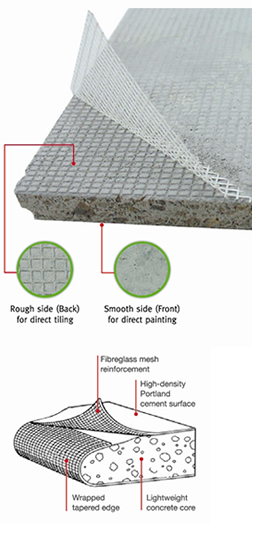 Rough side (Back)
for direct tiling
Smooth side (Front)
for direct painting
Fibreglass mesh
reinforcement
High-density
Portland
cement surface
Wrapped
tapered edge
Lightweight
concrete core